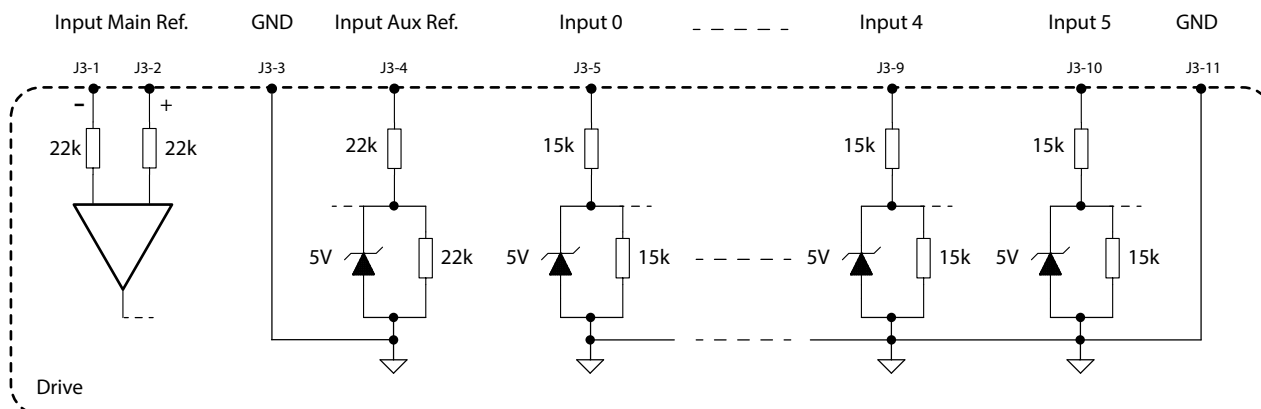 Input Main Ref. GND Input Aux Ref. Input 0 Input 4 Input 5 GND
J3-1 J3-2 J3-3 J3-4 J3-5 J3-9 J3-10 J3-11
- +
22k 22k 22k 15k 15k 15k
5V 22k 5V 15k 5V 15k 5V 15k
Drive